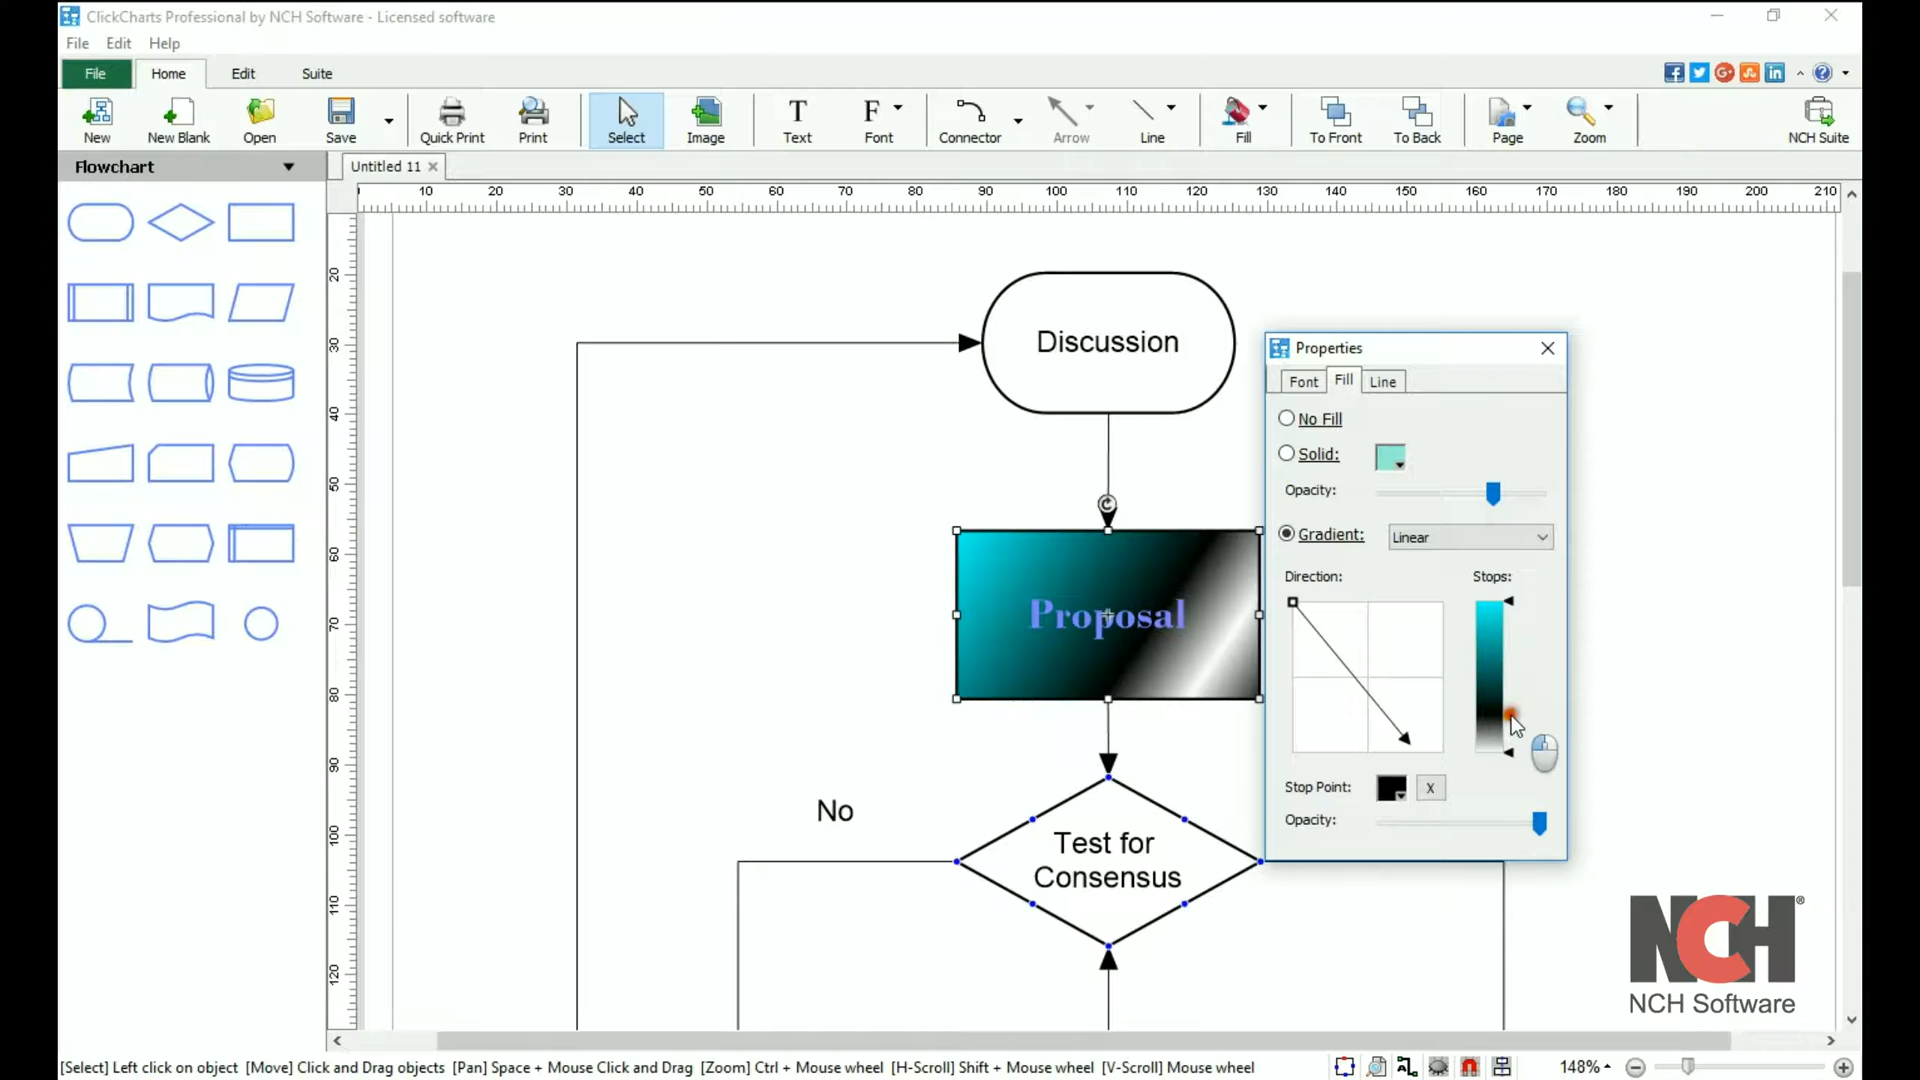 ClickCharts Professional by NCH Software - Licensed software
File Edit Help
File Home Edit Suite
New New Blank Open Save Quick Print Print Select Image Text Font Connector Arrow Line Fill To Front To Back Page Zoom NCH Suite
Flowchart
Untitled 11
10 20 30 40 50 60 70 80 90 100 110 120 130 140 150 160 170 180 190 200 210
20
30
40
50
60
70
80
90
100
110
120
Discussion
Proposal
No
Test for
Consensus
Properties
Font Fill Line
No Fill
Solid:
Opacity:
Gradient: Linear
Direction: Stops:
Stop Point: X
Opacity:
NCH®
NCH Software
[Select] Left click on object [Move] Click and Drag objects [Pan] Space + Mouse Click and Drag [Zoom] Ctrl + Mouse wheel [H-Scroll] Shift + Mouse wheel [V-Scroll] Mouse wheel 148%